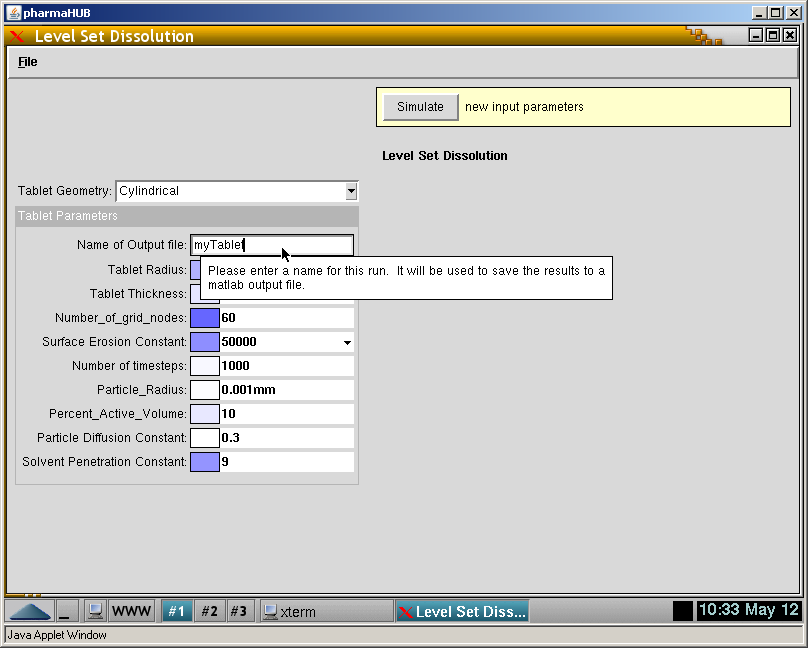 pharmaHUB
Level Set Dissolution
File
Simulate new input parameters
Level Set Dissolution
Tablet Geometry: Cylindrical
Tablet Parameters
Name of Output file: myTablet
Tablet Radius:
Please enter a name for this run. It will be used to save the results to a
matlab output file.
Tablet Thickness:
Number_of_grid_nodes: 60
Surface Erosion Constant: 50000
Number of timesteps: 1000
Particle_Radius: 0.001mm
Percent_Active_Volume: 10
Particle Diffusion Constant: 0.3
Solvent Penetration Constant: 9
WWW #1 #2 #3 xterm Level Set Diss... 10:33 May 12
Java Applet Window